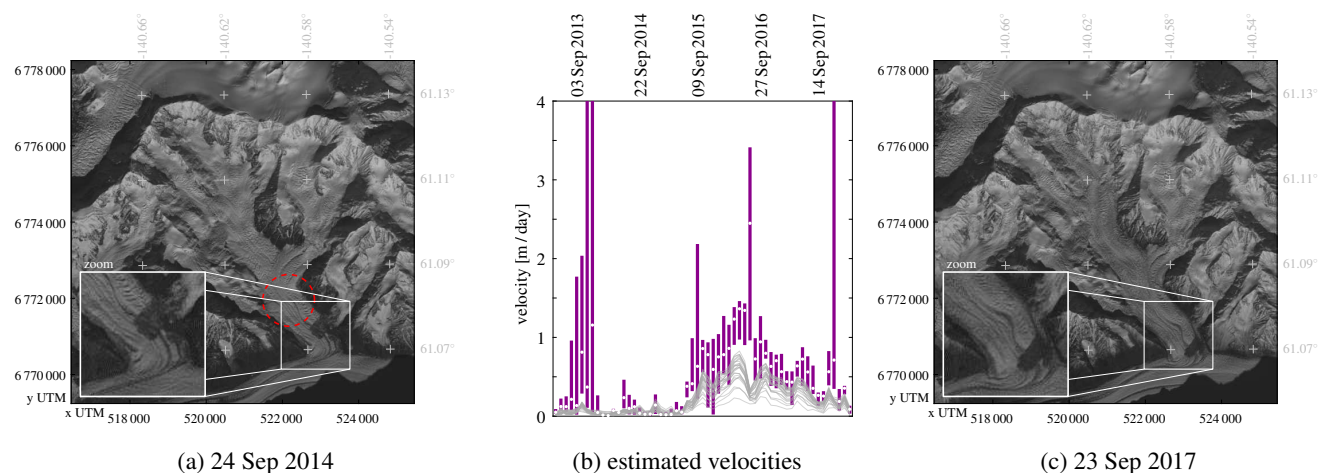 -140.66°
-140.62°
-140.58°
-140.54°
6 778 000
6 776 000
6 774 000
6 772 000
6 770 000
y UTM
x UTM
518 000
520 000
522 000
524 000
61.13°
61.11°
61.09°
61.07°
zoom
(a) 24 Sep 2014
03 Sep 2013
22 Sep 2014
09 Sep 2015
27 Sep 2016
14 Sep 2017
velocity [m / day]
4
3
2
1
0
(b) estimated velocities
-140.66°
-140.62°
-140.58°
-140.54°
6 778 000
6 776 000
6 774 000
6 772 000
6 770 000
y UTM
x UTM
518 000
520 000
522 000
524 000
61.13°
61.11°
61.09°
61.07°
zoom
(c) 23 Sep 2017